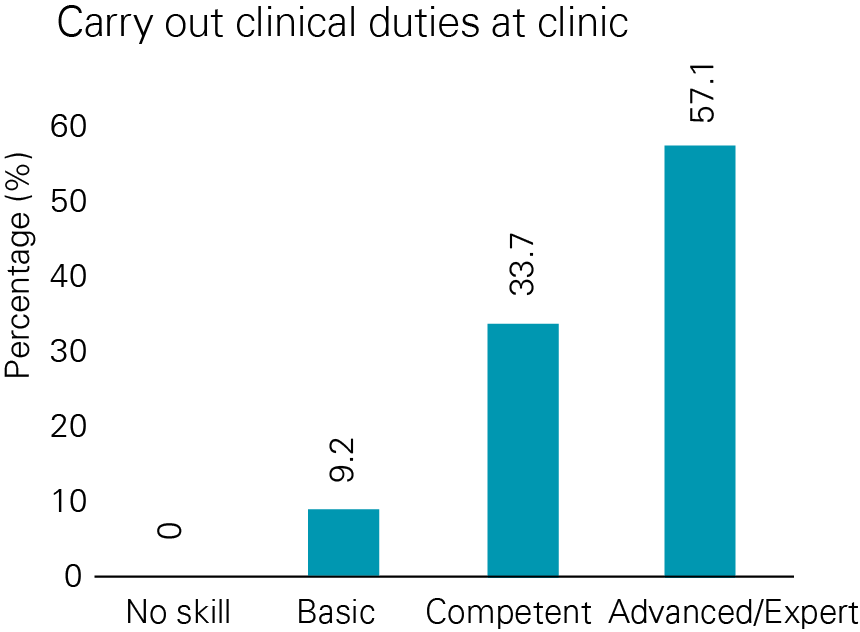 Carry out clinical duties at clinic
Percentage (%)
60
50
40
30
20
10
0
0
9.2
33.7
57.1
No skill
Basic
Competent
Advanced/Expert